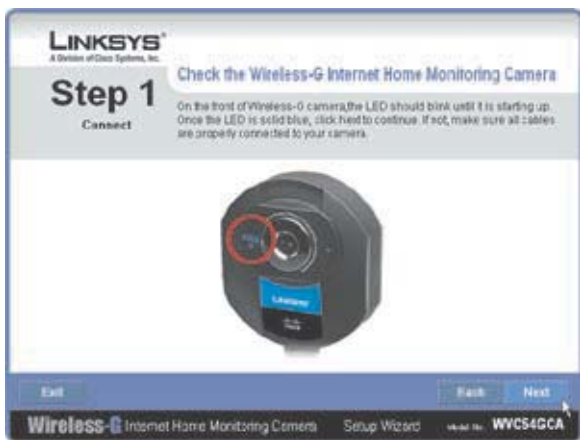 LINKSYS®
A Division of Cisco Systems, Inc.
Step 1
Connect
Check the Wireless-G Internet Home Monitoring Camera
On the front of Wireless-G camera,the LED should blink until it is starting up.
Once the LED is solid blue, click Next to continue. If not, make sure all cables
are properly connected to your camera.
Linksys
Exit
Back
Next
Wireless-G Internet Home Monitoring Camera
Setup Wizard
Model No.
WVC54GCA